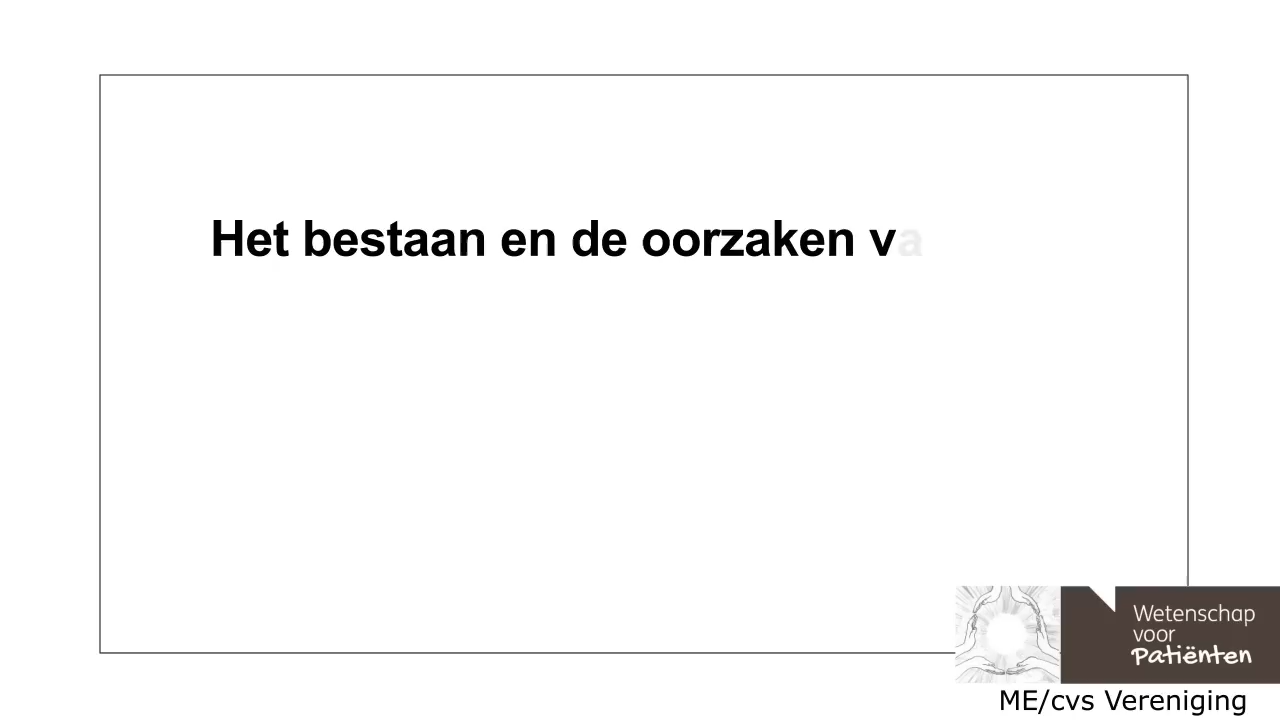 Het bestaan en de oorzaken va
Wetenschap
voor
Patiënten
ME/cvs Vereniging